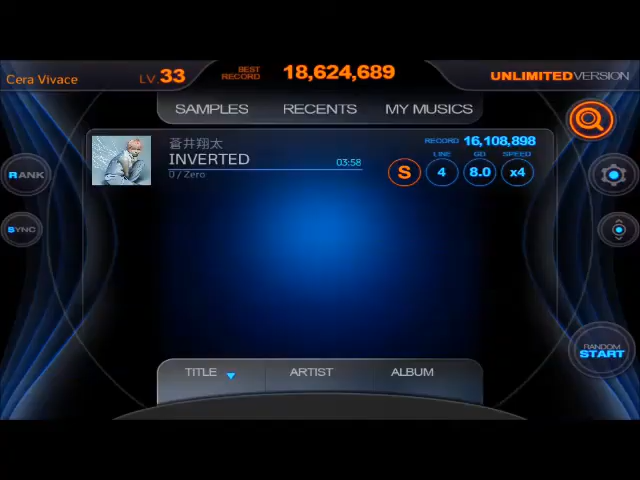 Cera Vivace
LV.33
BEST RECORD
18,624,689
UNLIMITEDVERSION
SAMPLES
RECENTS
MY MUSICS
蒼井翔太
INVERTED
03:58
U / Zero
RECORD 16,108,898
LINE
GD
SPEED
S
4
8.0
x4
RANK
SYNC
RANDOM
START
TITLE
ARTIST
ALBUM